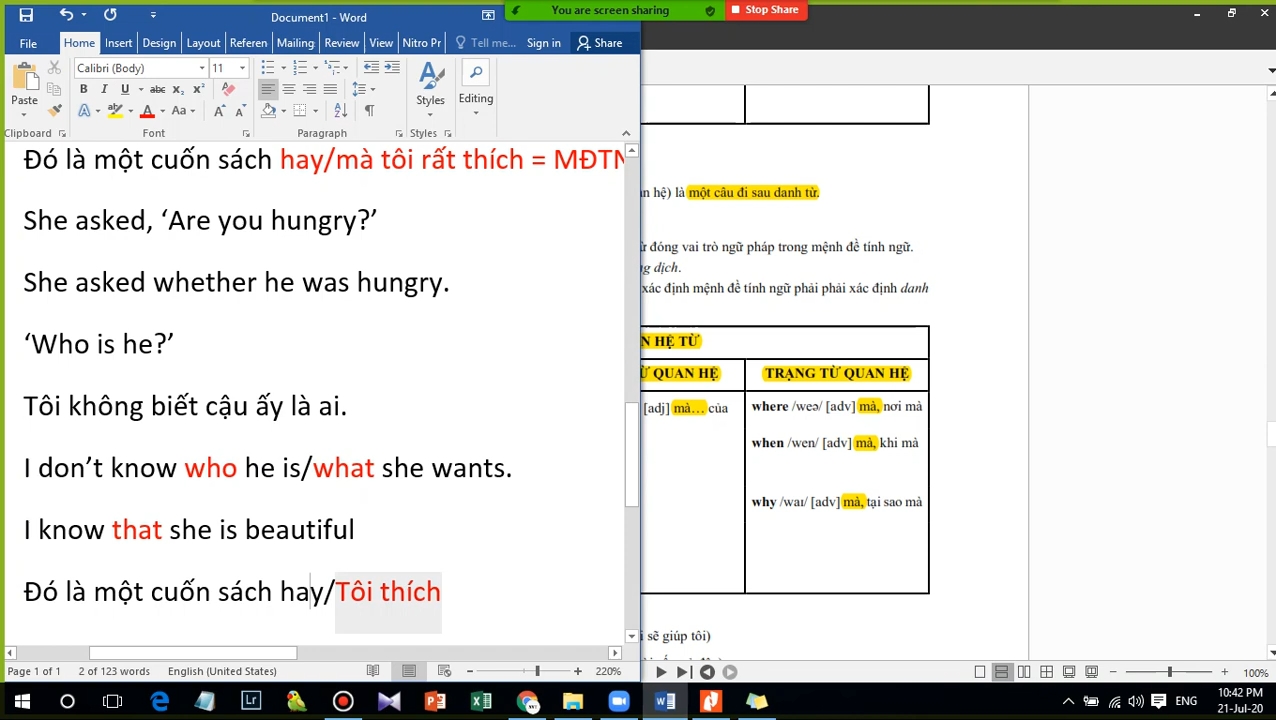 You are screen sharing
Stop Share
Document1 - Word
File Home Insert Design Layout Referen Mailing Review View Nitro Pr Tell me... Sign in Share
Calibri (Body) 11
Paste
B I U abc x₂ x²
A Aa A A
Styles Editing
Clipboard Font Paragraph Styles
Đó là một cuốn sách hay/mà tôi rất thích = MĐTN
She asked, ‘Are you hungry?’
She asked whether he was hungry.
‘Who is he?’
Tôi không biết cậu ấy là ai.
I don’t know who he is/what she wants.
I know that she is beautiful
Đó là một cuốn sách hay/Tôi thích
an hệ) là một câu đi sau danh từ.
đóng vai trò ngữ pháp trong mệnh đề tính ngữ.
ng dịch.
xác định mệnh đề tính ngữ phải phải xác định danh
N HỆ TỪ
Ừ QUAN HỆ
TRẠNG TỪ QUAN HỆ
[adj] mà… của
where /weə/ [adv] mà, nơi mà
when /wen/ [adv] mà, khi mà
why /waɪ/ [adv] mà, tại sao mà
i sẽ giúp tôi)
Page 1 of 1 2 of 123 words English (United States) 220%
100%
ENG
10:42 PM
21-Jul-20